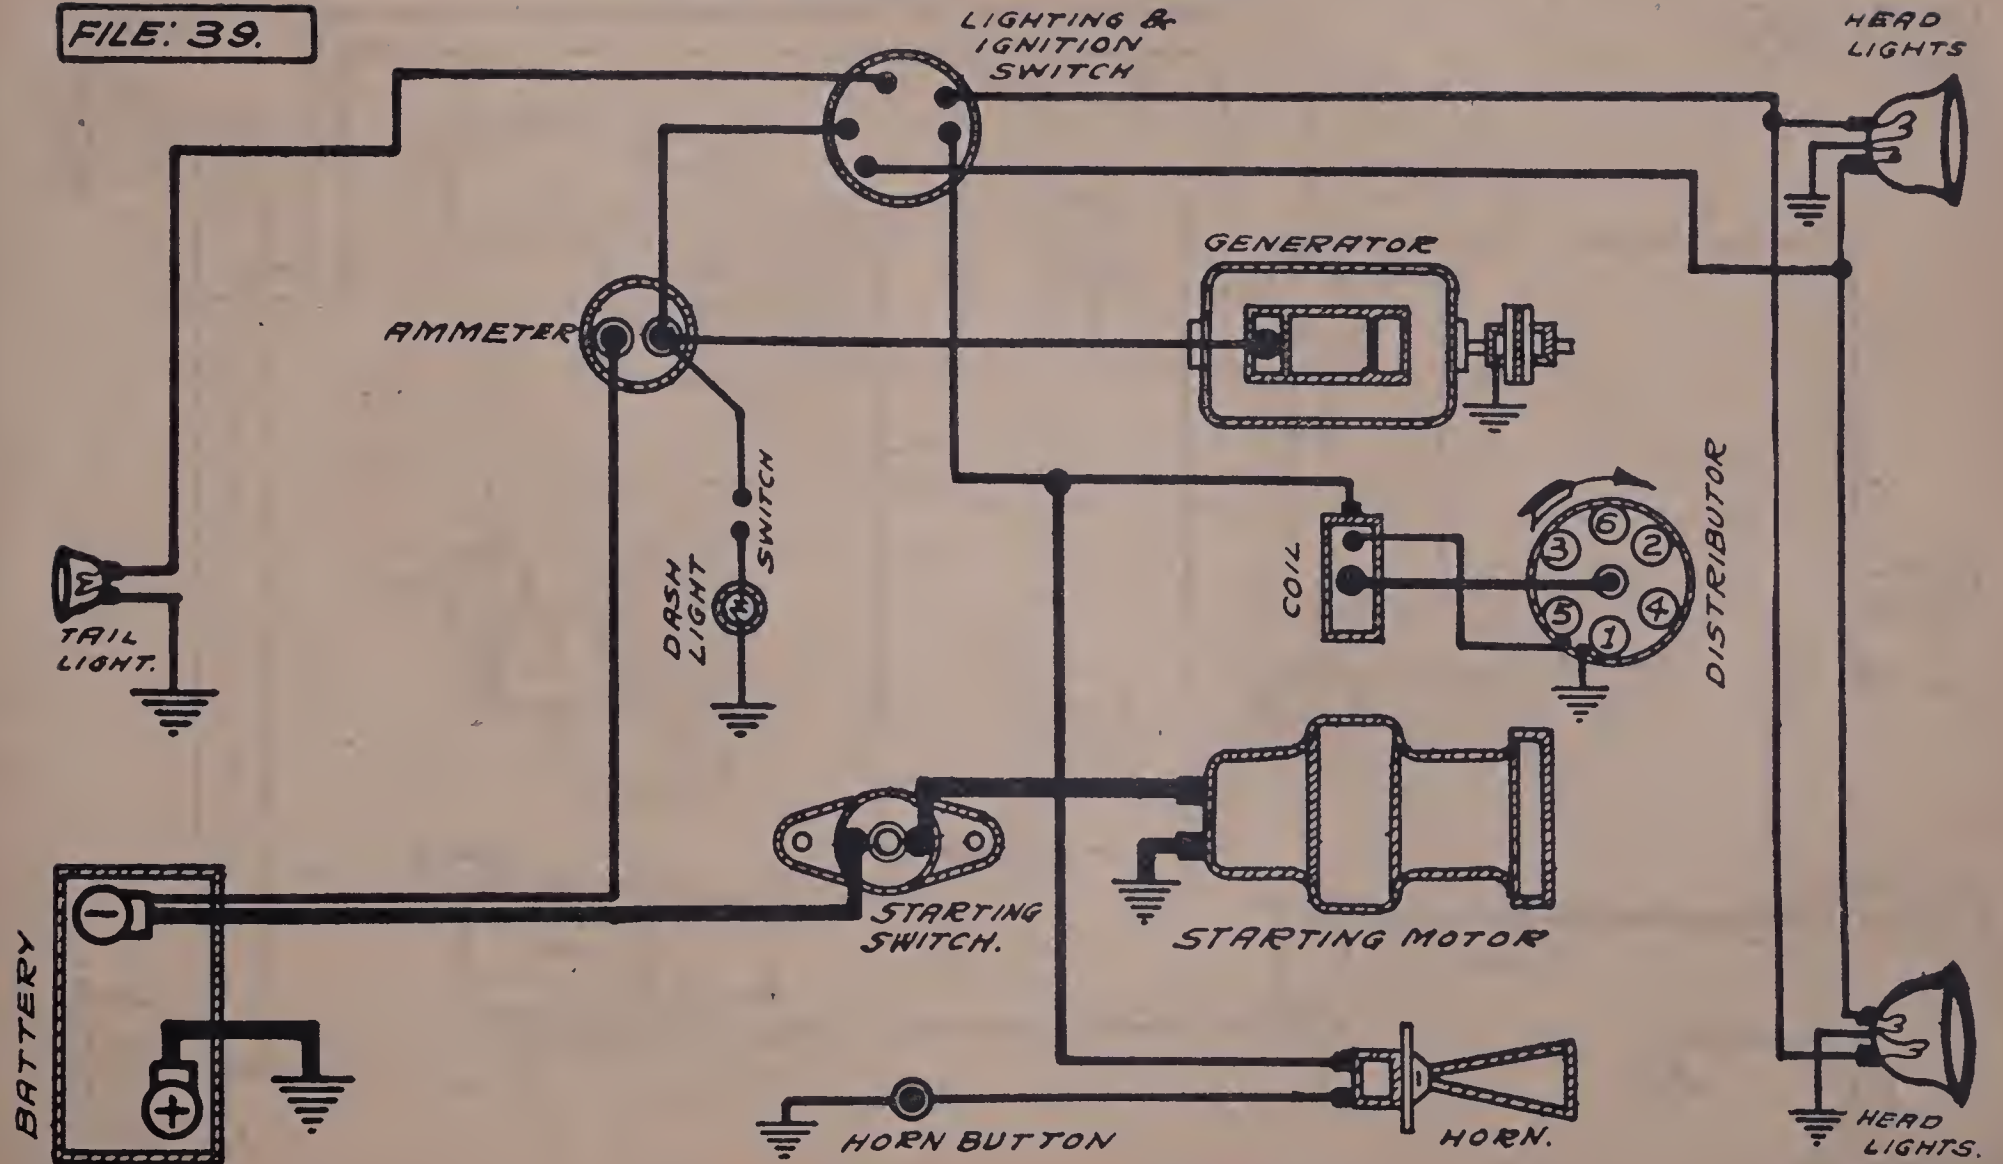 FILE: 39.
LIGHTING &
IGNITION
SWITCH
HEAD
LIGHTS
GENERATOR
AMMETER
SWITCH
DASH
LIGHT
COIL
DISTRIBUTOR
6
3
2
5
4
1
TAIL
LIGHT.
STARTING
SWITCH.
STARTING MOTOR
BATTERY
-
+
HORN BUTTON
HORN.
HEAD
LIGHTS.